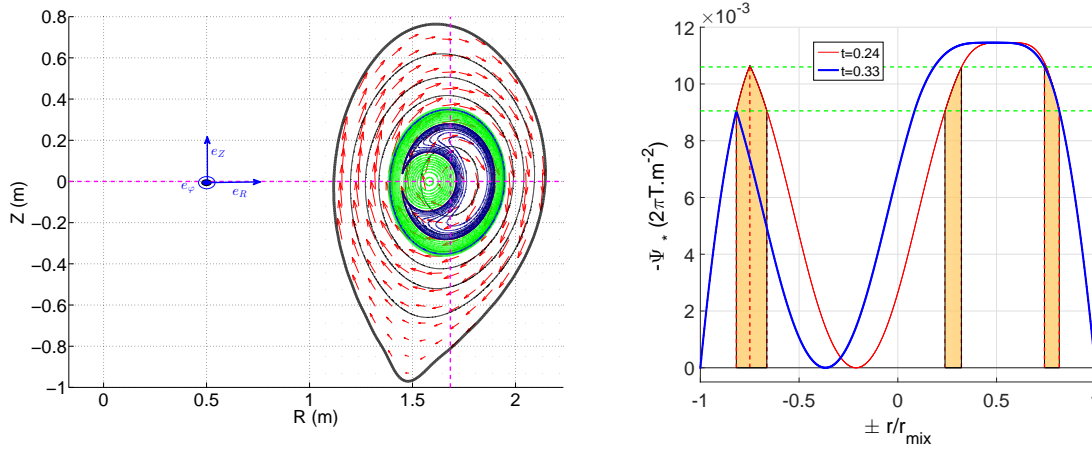 0.8
0.6
0.4
0.2
0
−0.2
−0.4
−0.6
−0.8
−1
Z (m)
e_Z
e_φ
e_R
0 0.5 1 1.5 2
R (m)
×10^-3
12
10
8
6
4
2
0
-Ψ_* (2πT.m^-2)
t=0.24
t=0.33
-1 -0.5 0 0.5 1
± r/r_mix